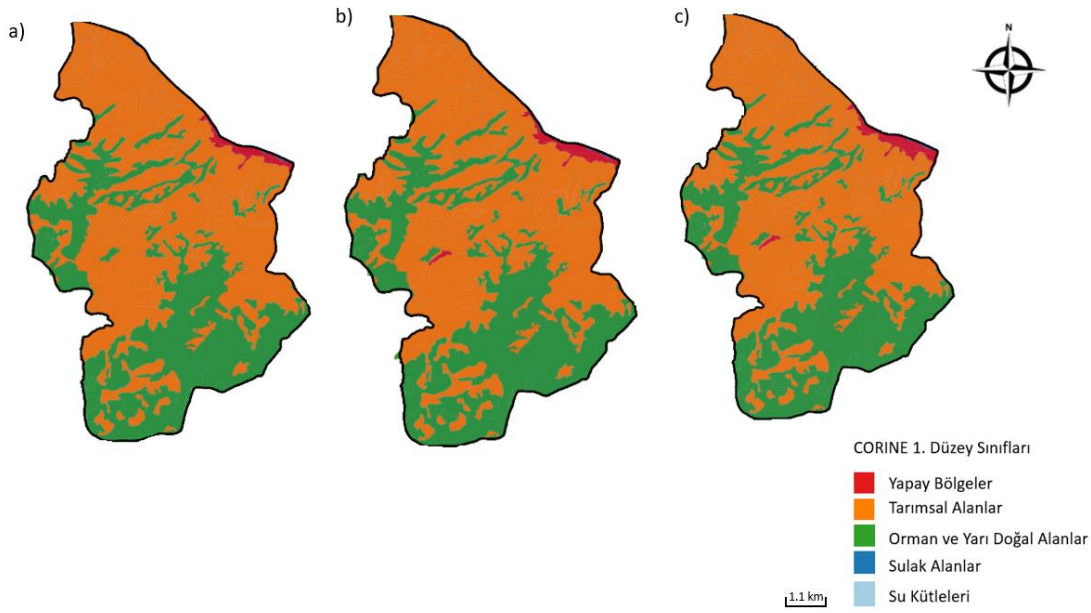 a)
b)
c)
N
CORINE 1. Düzey Sınıfları
Yapay Bölgeler
Tarımsal Alanlar
Orman ve Yarı Doğal Alanlar
Sulak Alanlar
Su Kütleleri
1.1 km